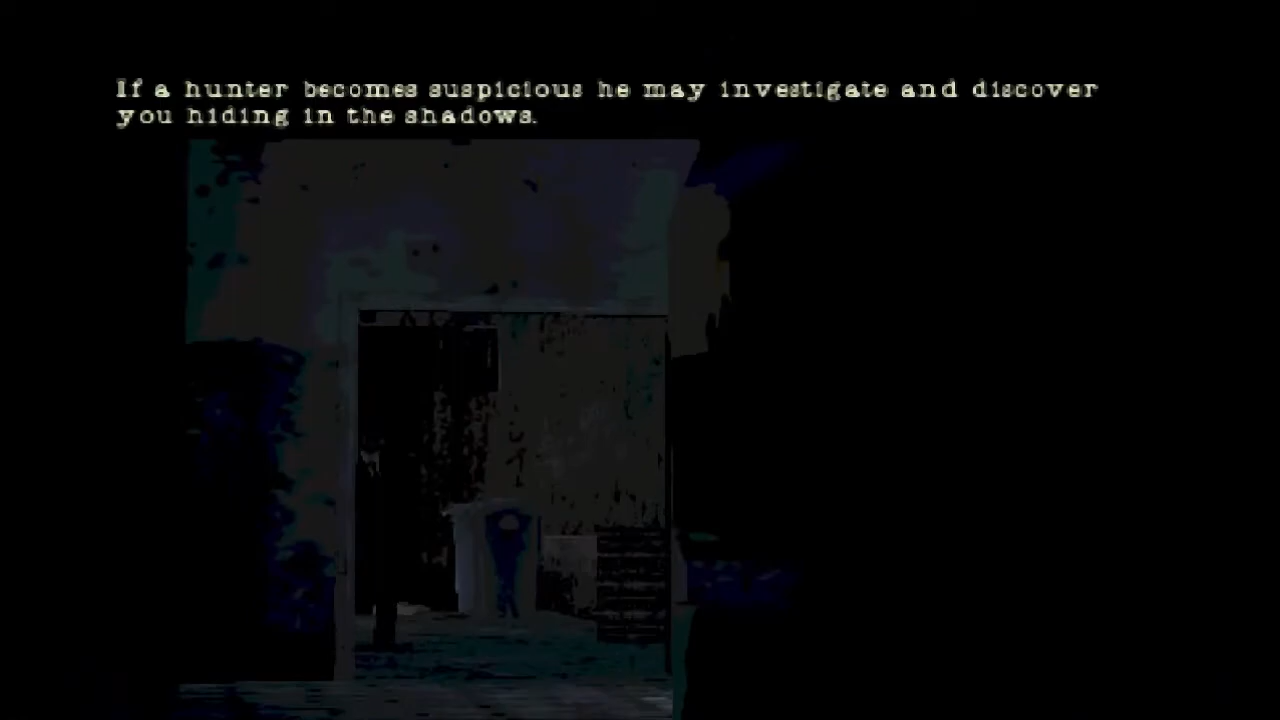 If a hunter becomes suspicious he may investigate and discover
you hiding in the shadows.